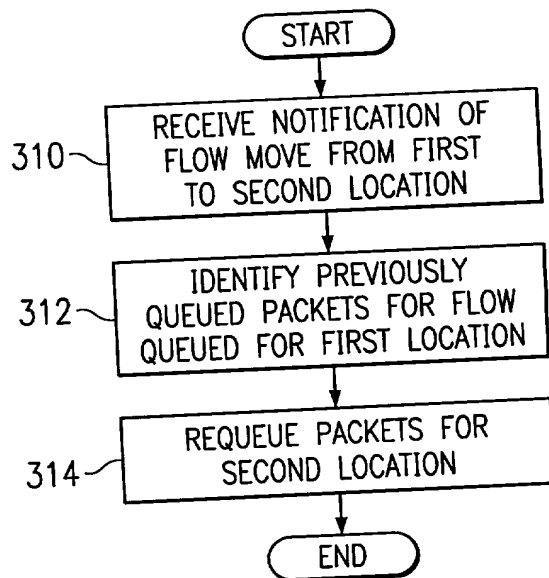 START
310
RECEIVE NOTIFICATION OF
FLOW MOVE FROM FIRST
TO SECOND LOCATION
312
IDENTIFY PREVIOUSLY
QUEUED PACKETS FOR FLOW
QUEUED FOR FIRST LOCATION
314
REQUEUE PACKETS FOR
SECOND LOCATION
END